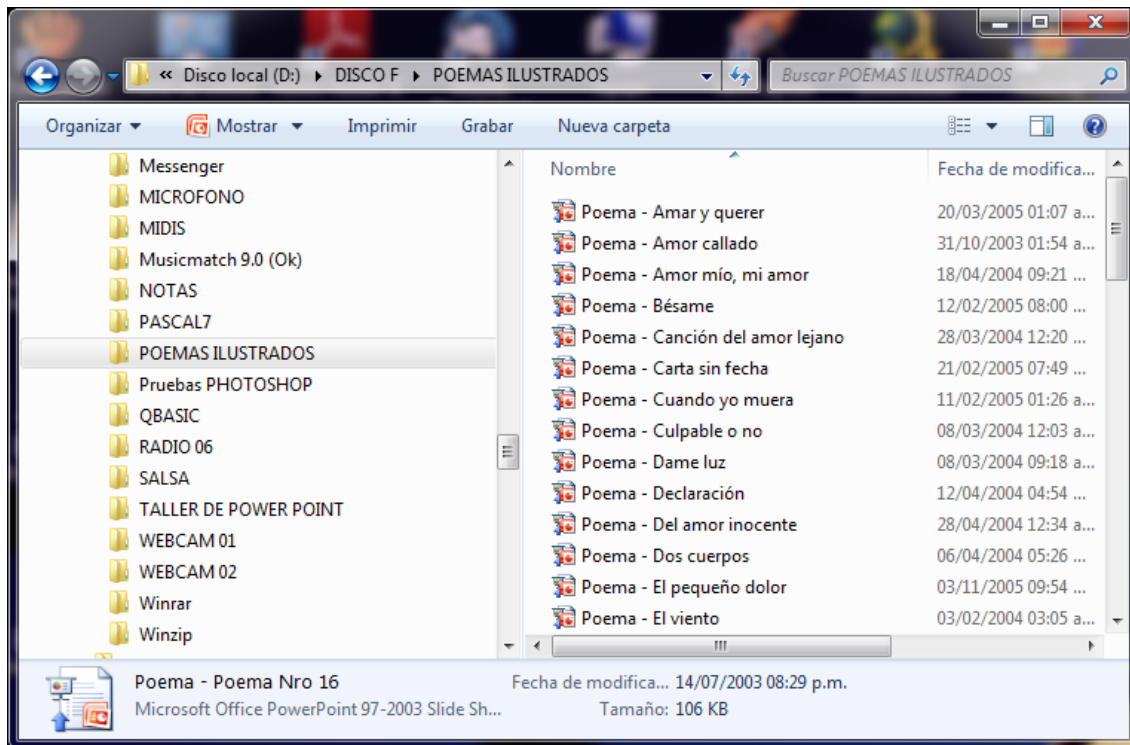 « Disco local (D:) ▸ DISCO F ▸ POEMAS ILUSTRADOS
Buscar POEMAS ILUSTRADOS
Organizar Mostrar Imprimir Grabar Nueva carpeta
Messenger
MICROFONO
MIDIS
Musicmatch 9.0 (Ok)
NOTAS
PASCAL7
POEMAS ILUSTRADOS
Pruebas PHOTOSHOP
QBASIC
RADIO 06
SALSA
TALLER DE POWER POINT
WEBCAM 01
WEBCAM 02
Winrar
Winzip
Nombre Fecha de modifica...
Poema - Amar y querer 20/03/2005 01:07 a...
Poema - Amor callado 31/10/2003 01:54 a...
Poema - Amor mío, mi amor 18/04/2004 09:21 ...
Poema - Bésame 12/02/2005 08:00 ...
Poema - Canción del amor lejano 28/03/2004 12:20 ...
Poema - Carta sin fecha 21/02/2005 07:49 ...
Poema - Cuando yo muera 11/02/2005 01:26 a...
Poema - Culpable o no 08/03/2004 12:03 a...
Poema - Dame luz 08/03/2004 09:18 a...
Poema - Declaración 12/04/2004 04:54 ...
Poema - Del amor inocente 28/04/2004 12:34 a...
Poema - Dos cuerpos 06/04/2004 05:26 ...
Poema - El pequeño dolor 03/11/2005 09:54 ...
Poema - El viento 03/02/2004 03:05 a...
Poema - Poema Nro 16 Fecha de modifica... 14/07/2003 08:29 p.m.
Microsoft Office PowerPoint 97-2003 Slide Sh... Tamaño: 106 KB